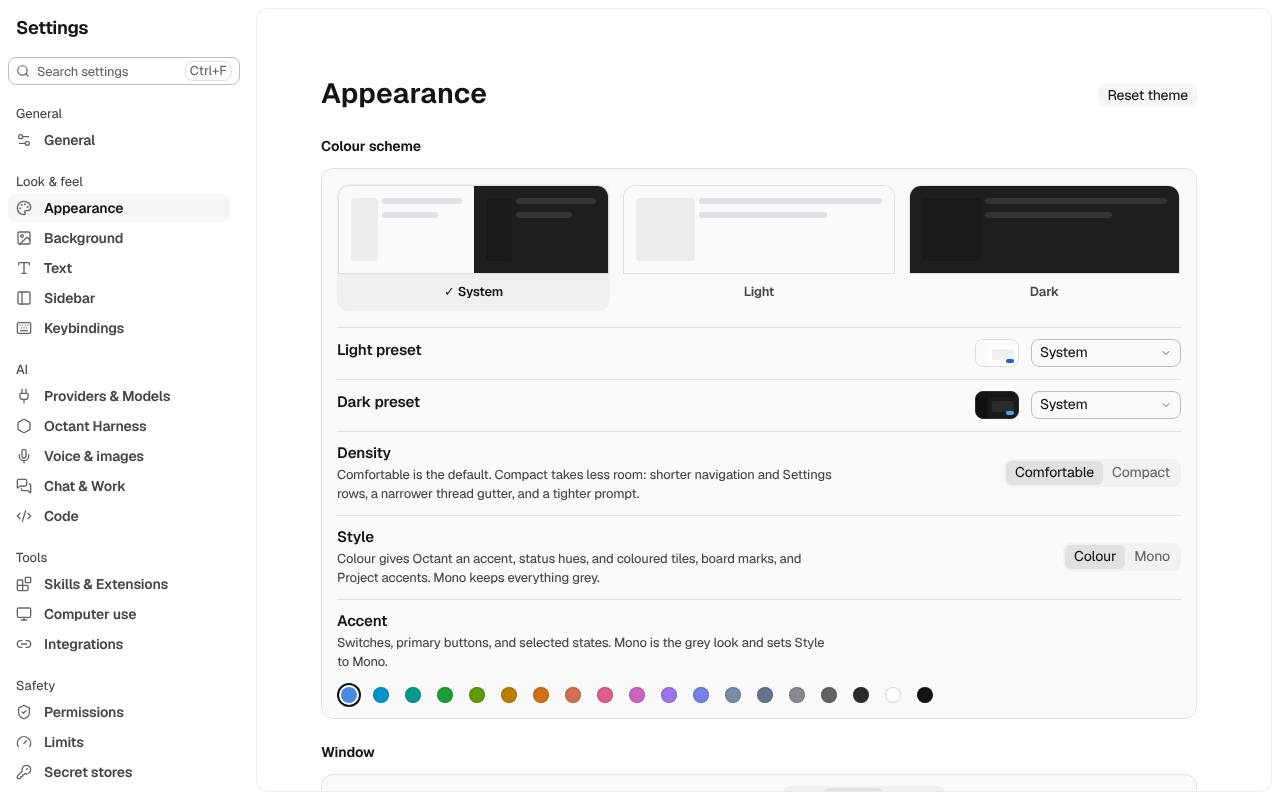 Settings
Search settings
Ctrl+F
General
General
Look & feel
Appearance
Background
Text
Sidebar
Keybindings
AI
Providers & Models
Octant Harness
Voice & images
Chat & Work
Code
Tools
Skills & Extensions
Computer use
Integrations
Safety
Permissions
Limits
Secret stores
Appearance
Reset theme
Colour scheme
✓ System
Light
Dark
Light preset
System
Dark preset
System
Density
Comfortable is the default. Compact takes less room: shorter navigation and Settings
rows, a narrower thread gutter, and a tighter prompt.
Comfortable
Compact
Style
Colour gives Octant an accent, status hues, and coloured tiles, board marks, and
Project accents. Mono keeps everything grey.
Colour
Mono
Accent
Switches, primary buttons, and selected states. Mono is the grey look and sets Style
to Mono.
Window